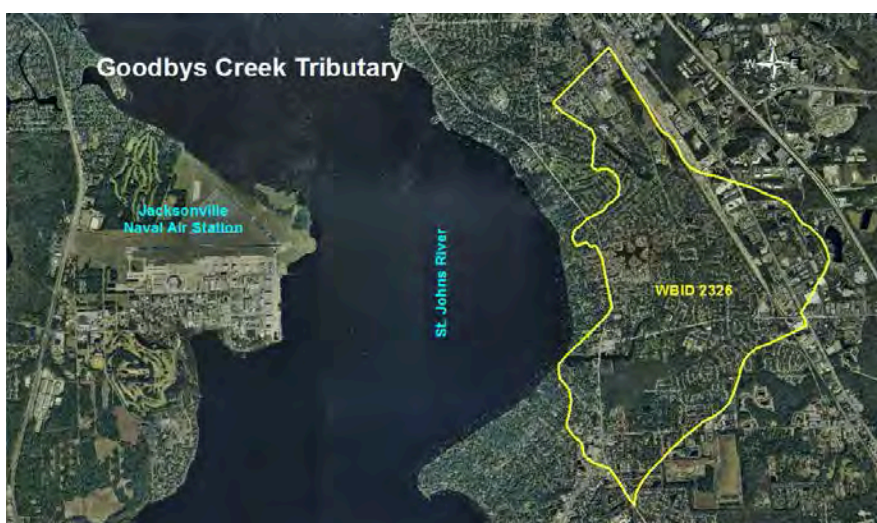 Goodbys Creek Tributary
N
W E
S
Jacksonville
Naval Air Station
St. Johns River
WBID 2326